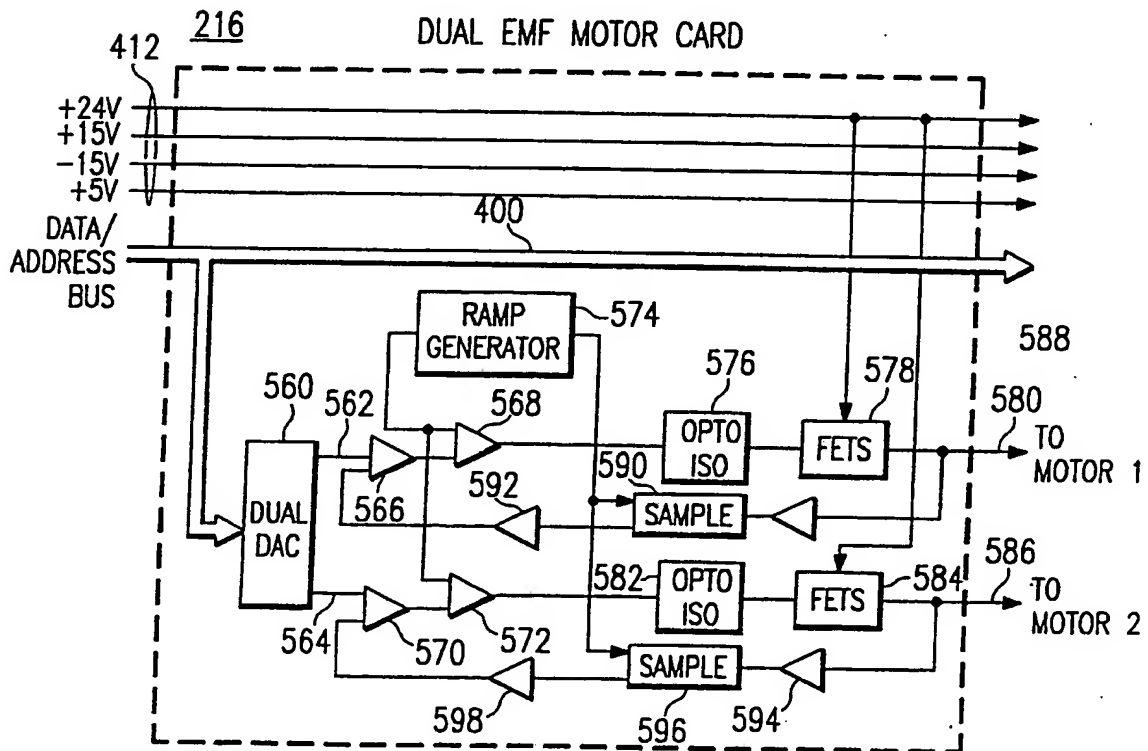 216
DUAL EMF MOTOR CARD
412
+24V
+15V
-15V
+5V
DATA/
ADDRESS
BUS
400
RAMP
GENERATOR
574
588
560
562
568
576
578
580
OPTO
ISO
FETS
TO
MOTOR 1
566
592
590
SAMPLE
DUAL
DAC
582
OPTO
ISO
FETS
584
586
TO
MOTOR 2
564
570
572
SAMPLE
598
596
594